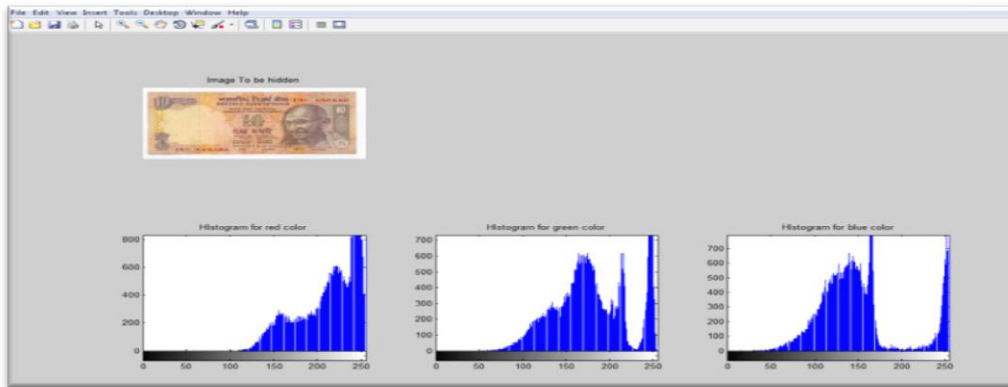 File Edit View Insert Tools Desktop Window Help
Image To be hidden
10
Histogram for red color
800
600
400
200
0
0 50 100 150 200 250
Histogram for green color
700
600
500
400
300
200
100
0
0 50 100 150 200 250
Histogram for blue color
700
600
500
400
300
200
100
0
0 50 100 150 200 250